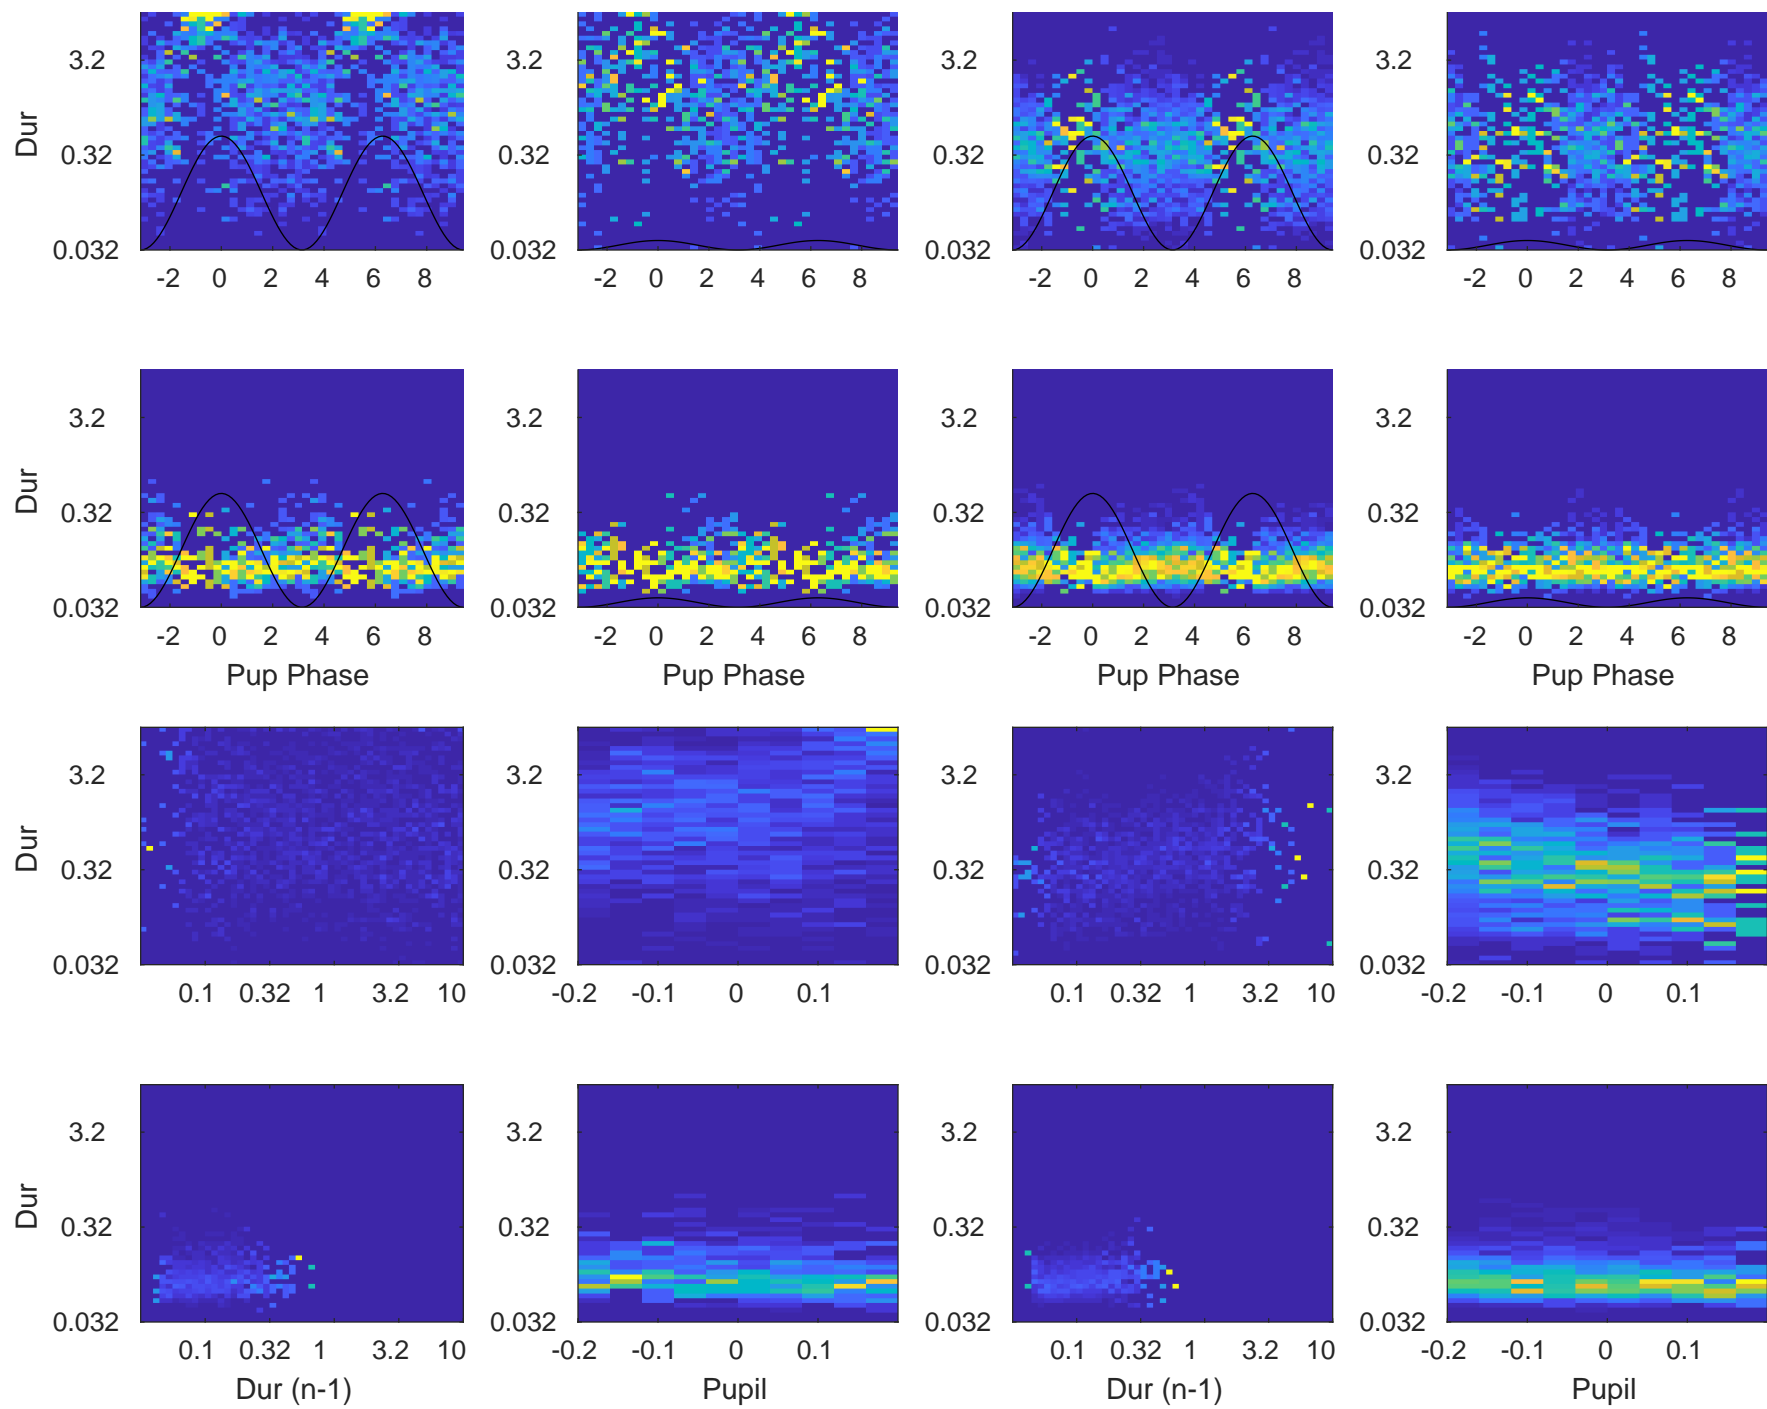 3.2 3.2 3.2 3.2
Dur
0.32 0.32 0.32 0.32
0.032 0.032 0.032 0.032
-2 0 2 4 6 8 -2 0 2 4 6 8 -2 0 2 4 6 8 -2 0 2 4 6 8
3.2 3.2 3.2 3.2
Dur
0.32 0.32 0.32 0.32
0.032 0.032 0.032 0.032
-2 0 2 4 6 8 -2 0 2 4 6 8 -2 0 2 4 6 8 -2 0 2 4 6 8
Pup Phase Pup Phase Pup Phase Pup Phase
3.2 3.2 3.2 3.2
Dur
0.32 0.32 0.32 0.32
0.032 0.032 0.032 0.032
0.1 0.32 1 3.2 10 -0.2 -0.1 0 0.1 0.1 0.32 1 3.2 10 -0.2 -0.1 0 0.1
3.2 3.2 3.2 3.2
Dur
0.32 0.32 0.32 0.32
0.032 0.032 0.032 0.032
0.1 0.32 1 3.2 10 -0.2 -0.1 0 0.1 0.1 0.32 1 3.2 10 -0.2 -0.1 0 0.1
Dur (n-1) Pupil Dur (n-1) Pupil